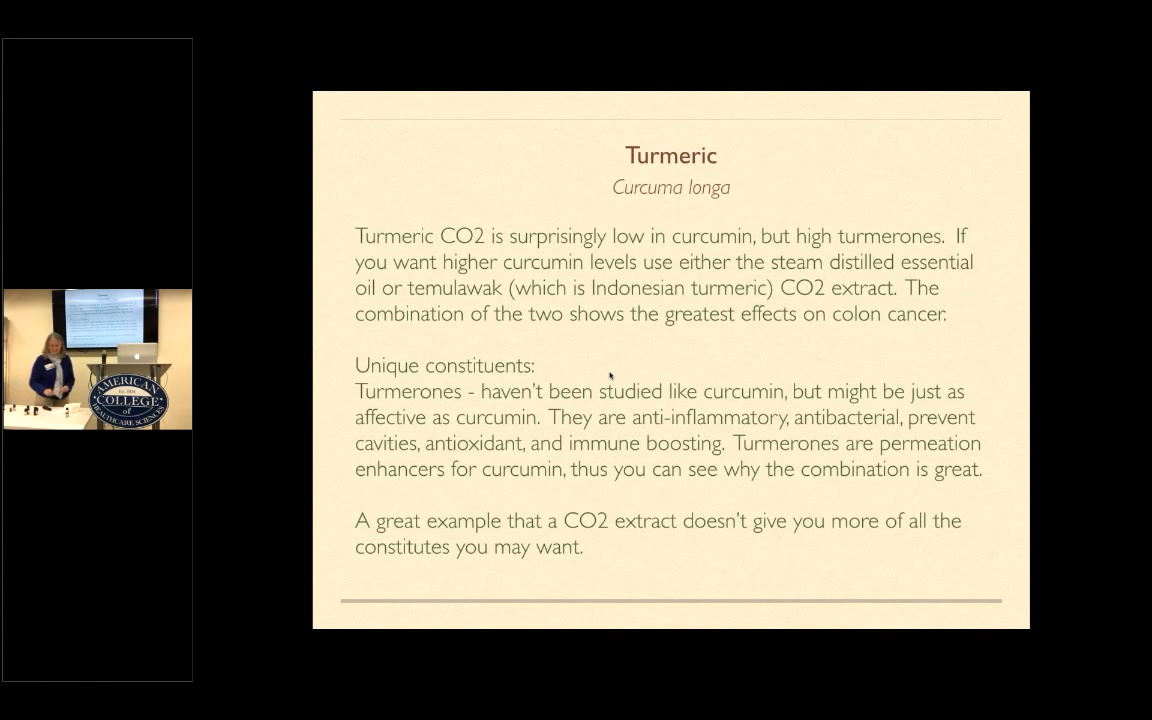 Turmeric
Curcuma longa
Turmeric CO2 is surprisingly low in curcumin, but high turmerones. If
you want higher curcumin levels use either the steam distilled essential
oil or temulawak (which is Indonesian turmeric) CO2 extract. The
combination of the two shows the greatest effects on colon cancer.
Unique constituents:
Turmerones - haven't been studied like curcumin, but might be just as
affective as curcumin. They are anti-inflammatory, antibacterial, prevent
cavities, antioxidant, and immune boosting. Turmerones are permeation
enhancers for curcumin, thus you can see why the combination is great.
A great example that a CO2 extract doesn't give you more of all the
constitutes you may want.
AMERICAN
COLLEGE
of
HEALTHCARE SCIENCES